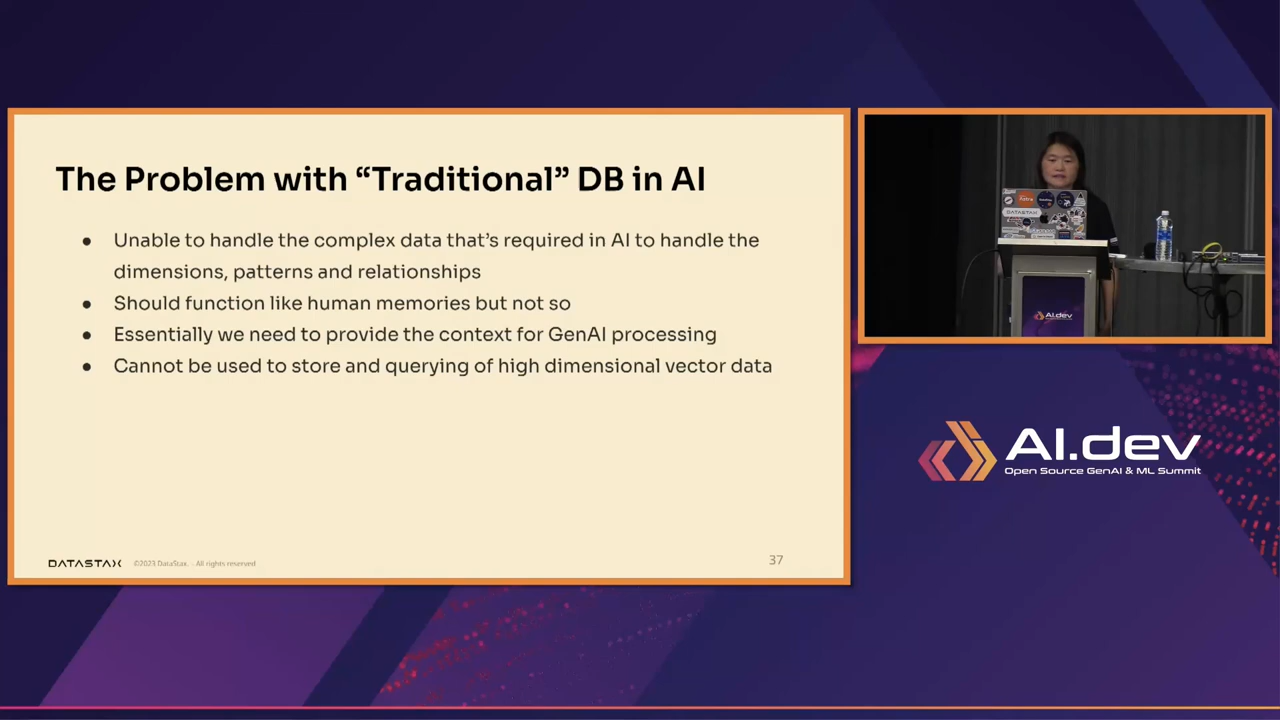 The Problem with “Traditional” DB in AI
● Unable to handle the complex data that’s required in AI to handle the
dimensions, patterns and relationships
● Should function like human memories but not so
● Essentially we need to provide the context for GenAI processing
● Cannot be used to store and querying of high dimensional vector data
DATASTAX ©2023 DataStax. - All rights reserved
37
DATASTAX
AI.dev
AI.dev
Open Source GenAI & ML Summit